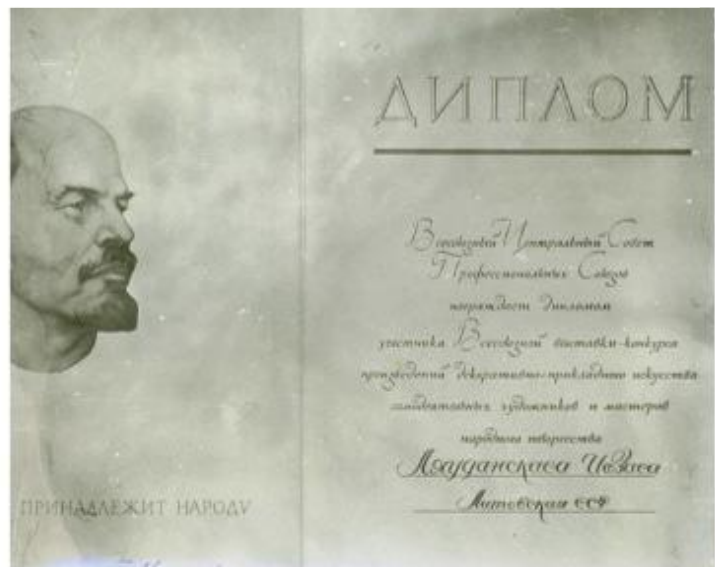 ПРИНАДЛЕЖИТ НАРОДУ
ДИПЛОМ
Всесоюзный Центральный Совет
Профессиональных Союзов
награждает Дипломом
участника Всесоюзной выставки-конкурса
произведений декоративно-прикладного искусства
самодеятельных художников и мастеров
народного творчества
Литовская ССР